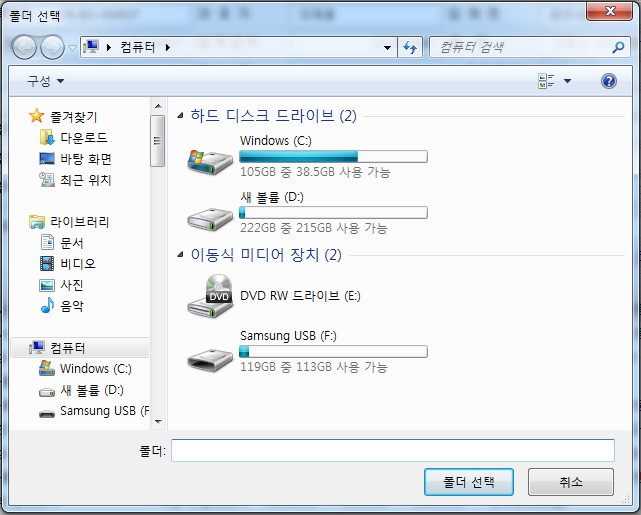 폴더 선택
컴퓨터
컴퓨터 검색
구성
즐겨찾기
다운로드
바탕 화면
최근 위치
라이브러리
문서
비디오
사진
음악
컴퓨터
Windows (C:)
새 볼륨 (D:)
Samsung USB (F
하드 디스크 드라이브 (2)
Windows (C:)
105GB 중 38.5GB 사용 가능
새 볼륨 (D:)
222GB 중 215GB 사용 가능
이동식 미디어 장치 (2)
DVD
DVD RW 드라이브 (E:)
Samsung USB (F:)
119GB 중 113GB 사용 가능
폴더:
폴더 선택
취소